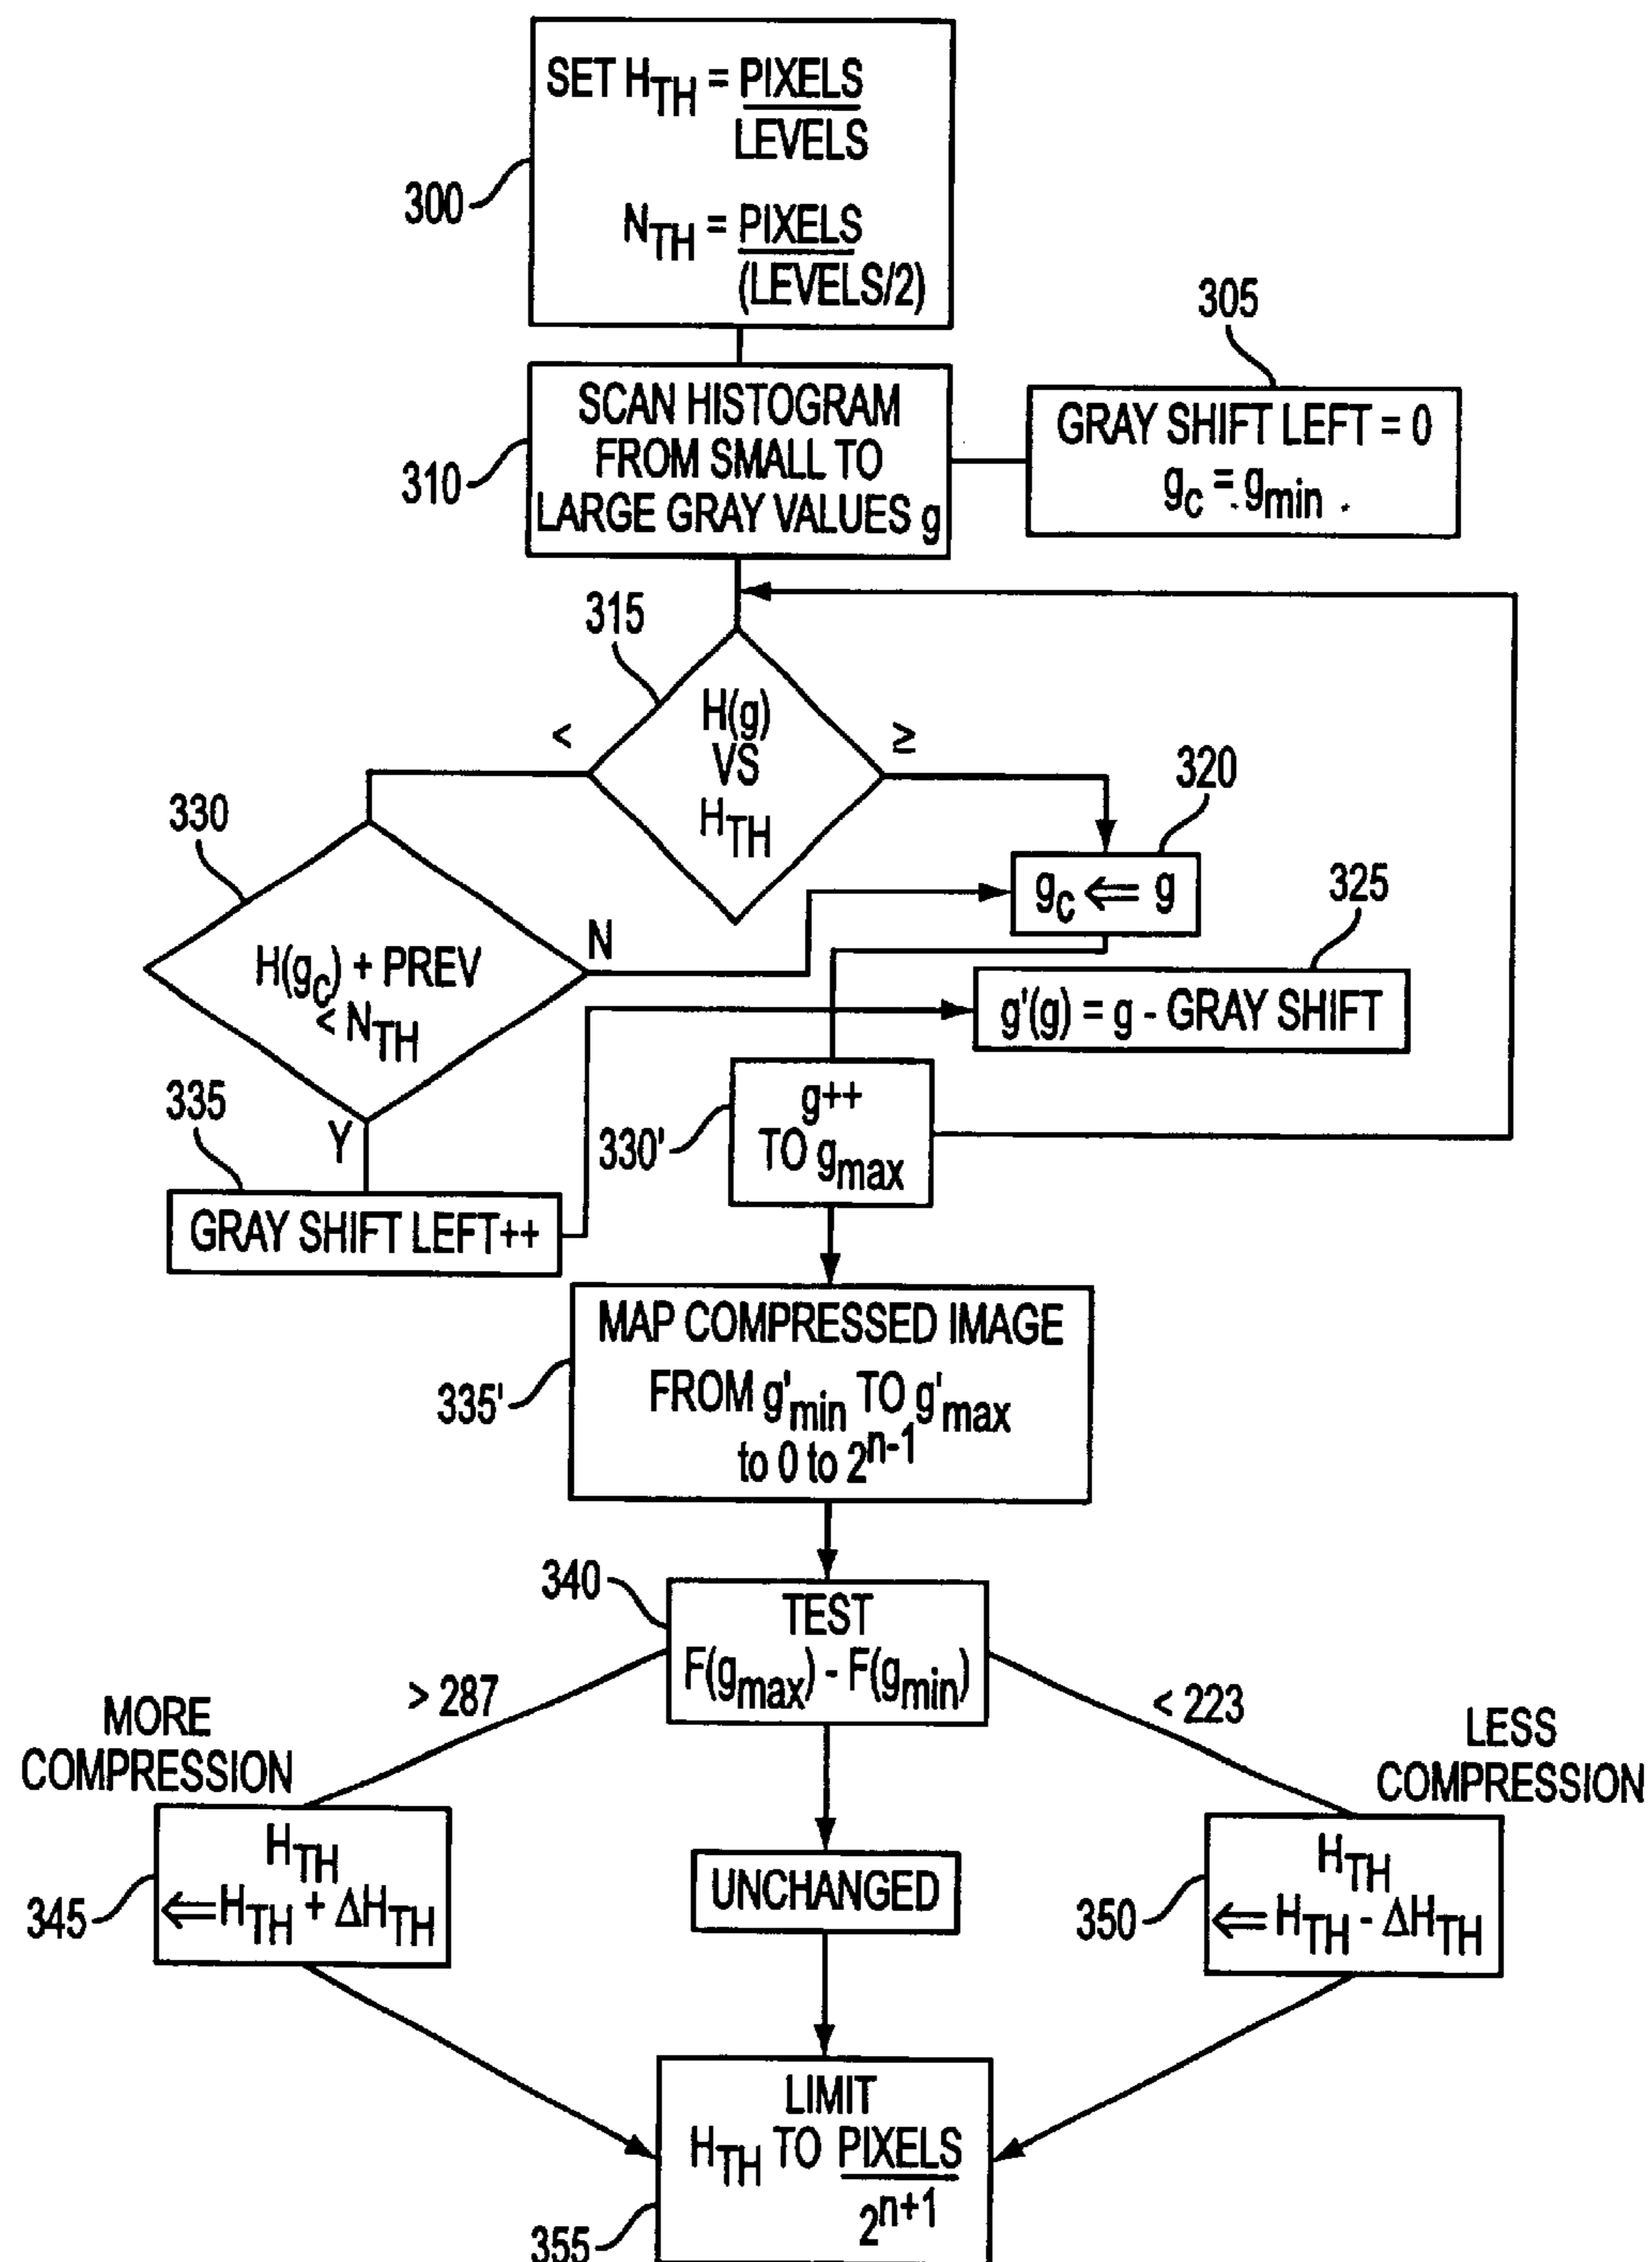 SET H_TH = PIXELS
LEVELS
N_TH = PIXELS
(LEVELS/2)
300
305
SCAN HISTOGRAM
FROM SMALL TO
LARGE GRAY VALUES g
310
GRAY SHIFT LEFT = 0
g_c = g_min
315
H(g)
VS
H_TH
<
≥
320
g_c ⇐ g
330
H(g_c) + PREV
< N_TH
N
Y
325
g'(g) = g - GRAY SHIFT
335
GRAY SHIFT LEFT++
330'
g++
TO g_max
335'
MAP COMPRESSED IMAGE
FROM g'_min TO g'_max
to 0 to 2^n-1
340
TEST
F(g_max) - F(g_min)
> 287
< 223
MORE
COMPRESSION
LESS
COMPRESSION
345
H_TH
⇐ H_TH + ΔH_TH
UNCHANGED
350
H_TH
⇐ H_TH - ΔH_TH
LIMIT
H_TH TO PIXELS
2^n+1
355